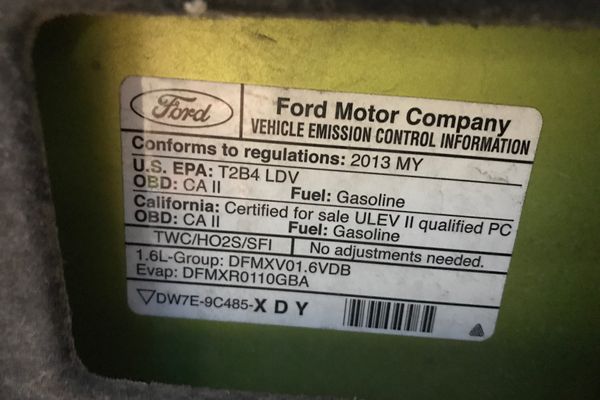 Ford
Ford Motor Company
VEHICLE EMISSION CONTROL INFORMATION
Conforms to regulations: 2013 MY
U.S. EPA: T2B4 LDV
OBD: CA II Fuel: Gasoline
California: Certified for sale ULEV II qualified PC
OBD: CA II Fuel: Gasoline
TWC/HO2S/SFI No adjustments needed.
1.6L-Group: DFMXV01.6VDB
Evap: DFMXR0110GBA
DW7E-9C485-X D Y